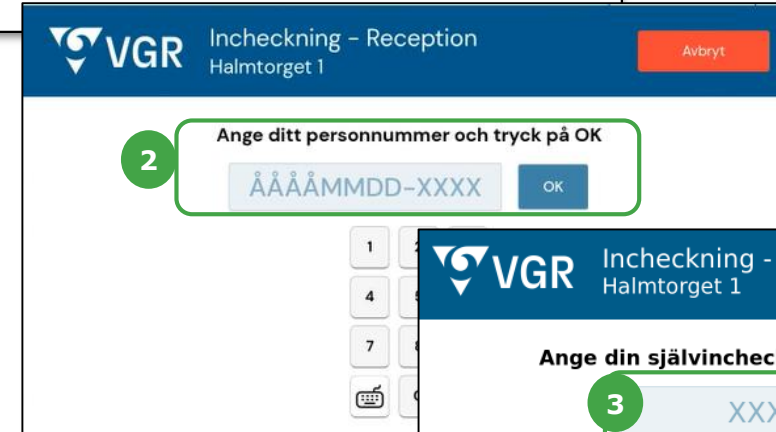 VGR
Incheckning - Reception
Halmtorget 1
Avbryt
2
Ange ditt personnummer och tryck på OK
ÅÅÅÅMMDD-XXXX
OK
1
4
7
VGR
Incheckning -
Halmtorget 1
Ange din
3